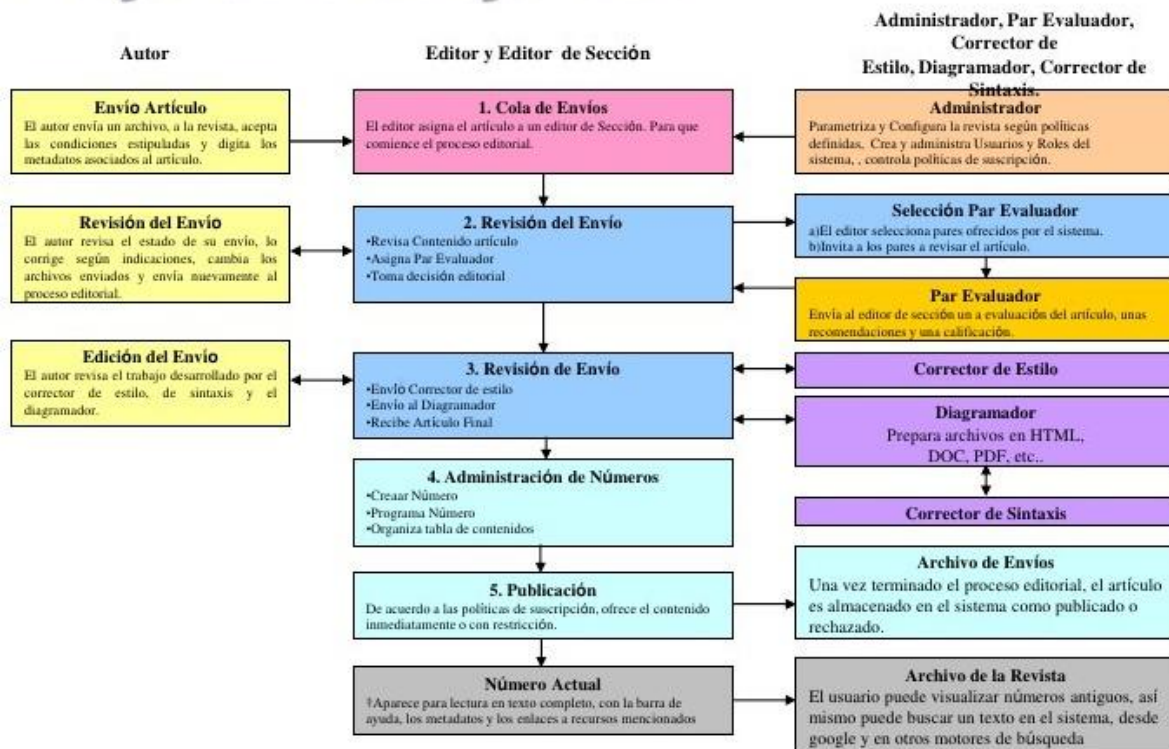 Autor
Editor y Editor de Sección
Administrador, Par Evaluador,
Corrector de
Estilo, Diagramador, Corrector de
Sintaxis.
Envío Artículo
El autor envía un archivo, a la revista, acepta
las condiciones estipuladas y digita los
metadatos asociados al artículo.
1. Cola de Envíos
El editor asigna el artículo a un editor de Sección. Para que
comience el proceso editorial.
Administrador
Parametriza y Configura la revista según políticas
definidas, Crea y administra Usuarios y Roles del
sistema, , controla políticas de suscripción.
Revisión del Envío
El autor revisa el estado de su envío, lo
corrige según indicaciones, cambia los
archivos enviados y envía nuevamente al
proceso editorial.
2. Revisión del Envío
•Revisa Contenido artículo
•Asigna Par Evaluador
•Toma decisión editorial
Selección Par Evaluador
a)El editor selecciona pares ofrecidos por el sistema.
b)Invita a los pares a revisar el artículo.
Par Evaluador
Envía al editor de sección un a evaluación del artículo, unas
recomendaciones y una calificación.
Edición del Envío
El autor revisa el trabajo desarrollado por el
corrector de estilo, de sintaxis y el
diagramador.
3. Revisión de Envío
•Envío Corrector de estilo
•Envío al Diagramador
•Recibe Artículo Final
Corrector de Estilo
Diagramador
Prepara archivos en HTML,
DOC, PDF, etc..
Corrector de Sintaxis
4. Administración de Números
•Creaar Número
•Programa Número
•Organiza tabla de contenidos
5. Publicación
De acuerdo a las políticas de suscripción, ofrece el contenido
inmediatamente o con restricción.
Archivo de Envíos
Una vez terminado el proceso editorial, el artículo
es almacenado en el sistema como publicado o
rechazado.
Número Actual
†Aparece para lectura en texto completo, con la barra de
ayuda, los metadatos y los enlaces a recursos mencionados
Archivo de la Revista
El usuario puede visualizar números antiguos, así
mismo puede buscar un texto en el sistema, desde
google y en otros motores de búsqueda